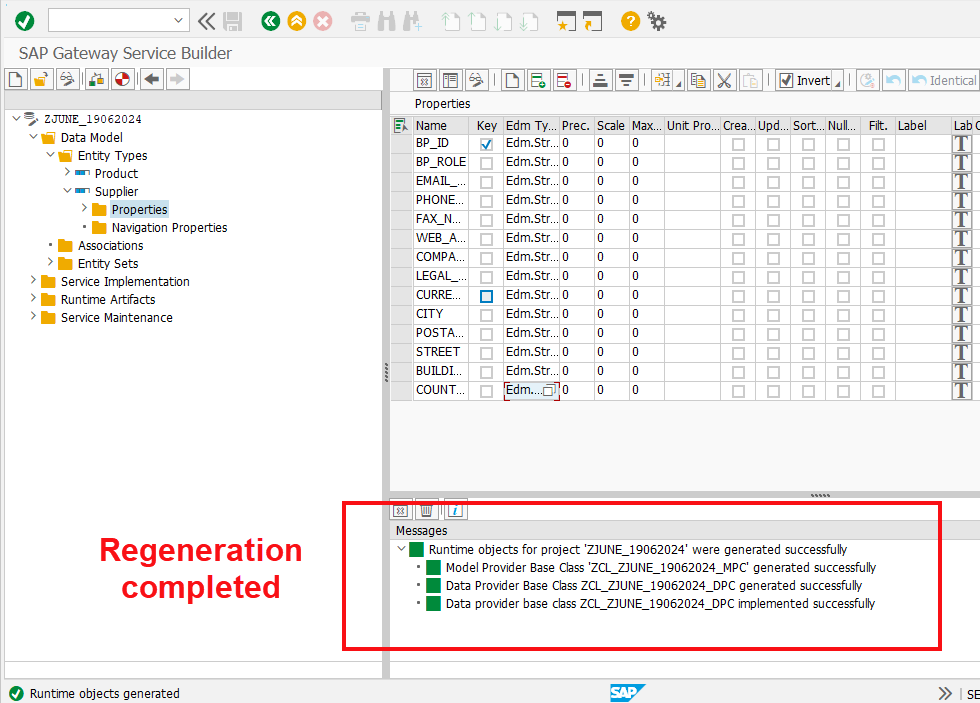 SAP Gateway Service Builder
Invert
Identical
ZJUNE_19062024
Data Model
Entity Types
Product
Supplier
Properties
Navigation Properties
Associations
Entity Sets
Service Implementation
Runtime Artifacts
Service Maintenance
Properties
Name Key Edm Ty... Prec. Scale Max... Unit Pro... Crea... Upd... Sort... Null... Filt. Label Lab C
BP_ID Edm.Str... 0 0 0 T
BP_ROLE Edm.Str... 0 0 0 T
EMAIL_... Edm.Str... 0 0 0 T
PHONE... Edm.Str... 0 0 0 T
FAX_N... Edm.Str... 0 0 0 T
WEB_A... Edm.Str... 0 0 0 T
COMPA... Edm.Str... 0 0 0 T
LEGAL_... Edm.Str... 0 0 0 T
CURRE... Edm.Str... 0 0 0 T
CITY Edm.Str... 0 0 0 T
POSTA... Edm.Str... 0 0 0 T
STREET Edm.Str... 0 0 0 T
BUILDI... Edm.Str... 0 0 0 T
COUNT... Edm.... 0 0 0 T
Regeneration
completed
Messages
Runtime objects for project 'ZJUNE_19062024' were generated successfully
Model Provider Base Class 'ZCL_ZJUNE_19062024_MPC' generated successfully
Data Provider Base Class ZCL_ZJUNE_19062024_DPC generated successfully
Data provider base class ZCL_ZJUNE_19062024_DPC implemented successfully
Runtime objects generated
SAP
SE